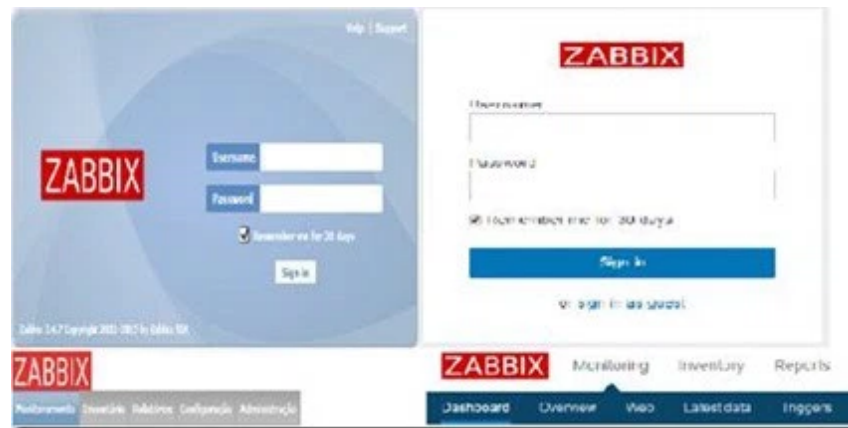 Help | Support
ZABBIX
Username
Password
Remember me for 30 days
Sign in
ZABBIX
Username
Password
Remember me for 30 days
Sign in
or sign in as guest
ZABBIX
Monitoramento Inventário Relatórios Configuração Administração
ZABBIX Monitoring Inventory Reports
Dashboard Overview Web Latest data Triggers